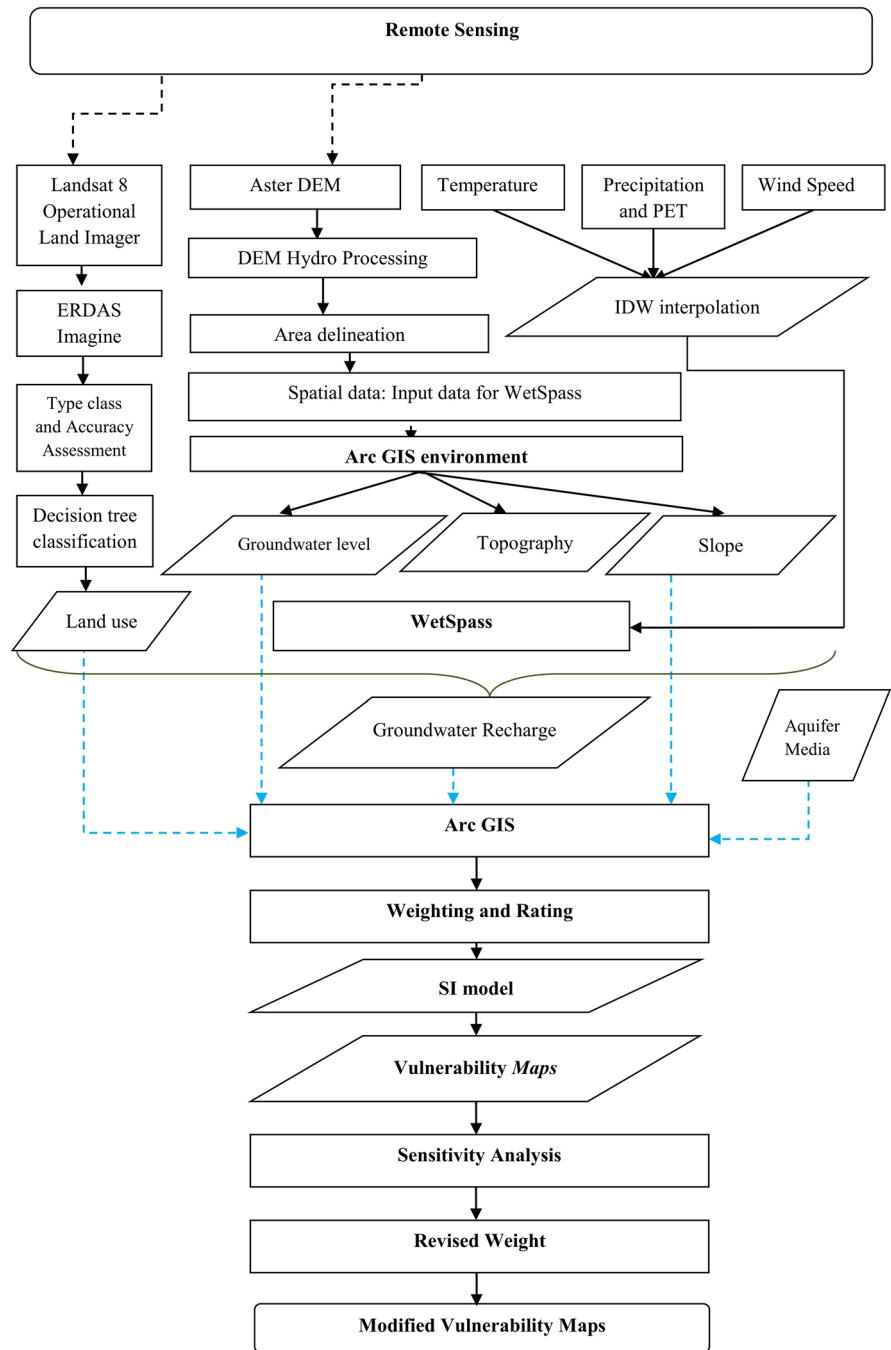 Remote Sensing
Landsat 8
Operational
Land Imager
Aster DEM
Temperature
Precipitation
and PET
Wind Speed
DEM Hydro Processing
ERDAS
Imagine
IDW interpolation
Area delineation
Type class
and Accuracy
Assessment
Spatial data: Input data for WetSpass
Arc GIS environment
Decision tree
classification
Groundwater level
Topography
Slope
Land use
WetSpass
Groundwater Recharge
Aquifer
Media
Arc GIS
Weighting and Rating
SI model
Vulnerability Maps
Sensitivity Analysis
Revised Weight
Modified Vulnerability Maps